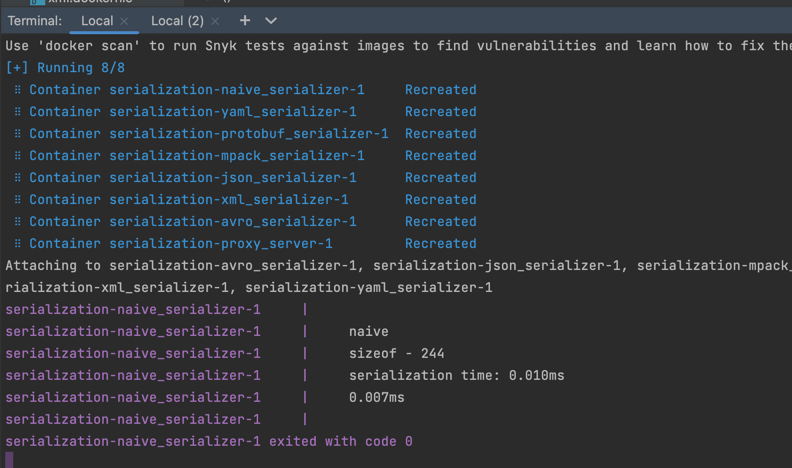 Terminal: Local × Local (2) × +
Use 'docker scan' to run Snyk tests against images to find vulnerabilities and learn how to fix the
[+] Running 8/8
⠿ Container serialization-naive_serializer-1 Recreated
⠿ Container serialization-yaml_serializer-1 Recreated
⠿ Container serialization-protobuf_serializer-1 Recreated
⠿ Container serialization-mpack_serializer-1 Recreated
⠿ Container serialization-json_serializer-1 Recreated
⠿ Container serialization-xml_serializer-1 Recreated
⠿ Container serialization-avro_serializer-1 Recreated
⠿ Container serialization-proxy_server-1 Recreated
Attaching to serialization-avro_serializer-1, serialization-json_serializer-1, serialization-mpack_
rialization-xml_serializer-1, serialization-yaml_serializer-1
serialization-naive_serializer-1 |
serialization-naive_serializer-1 | naive
serialization-naive_serializer-1 | sizeof - 244
serialization-naive_serializer-1 | serialization time: 0.010ms
serialization-naive_serializer-1 | 0.007ms
serialization-naive_serializer-1 |
serialization-naive_serializer-1 exited with code 0